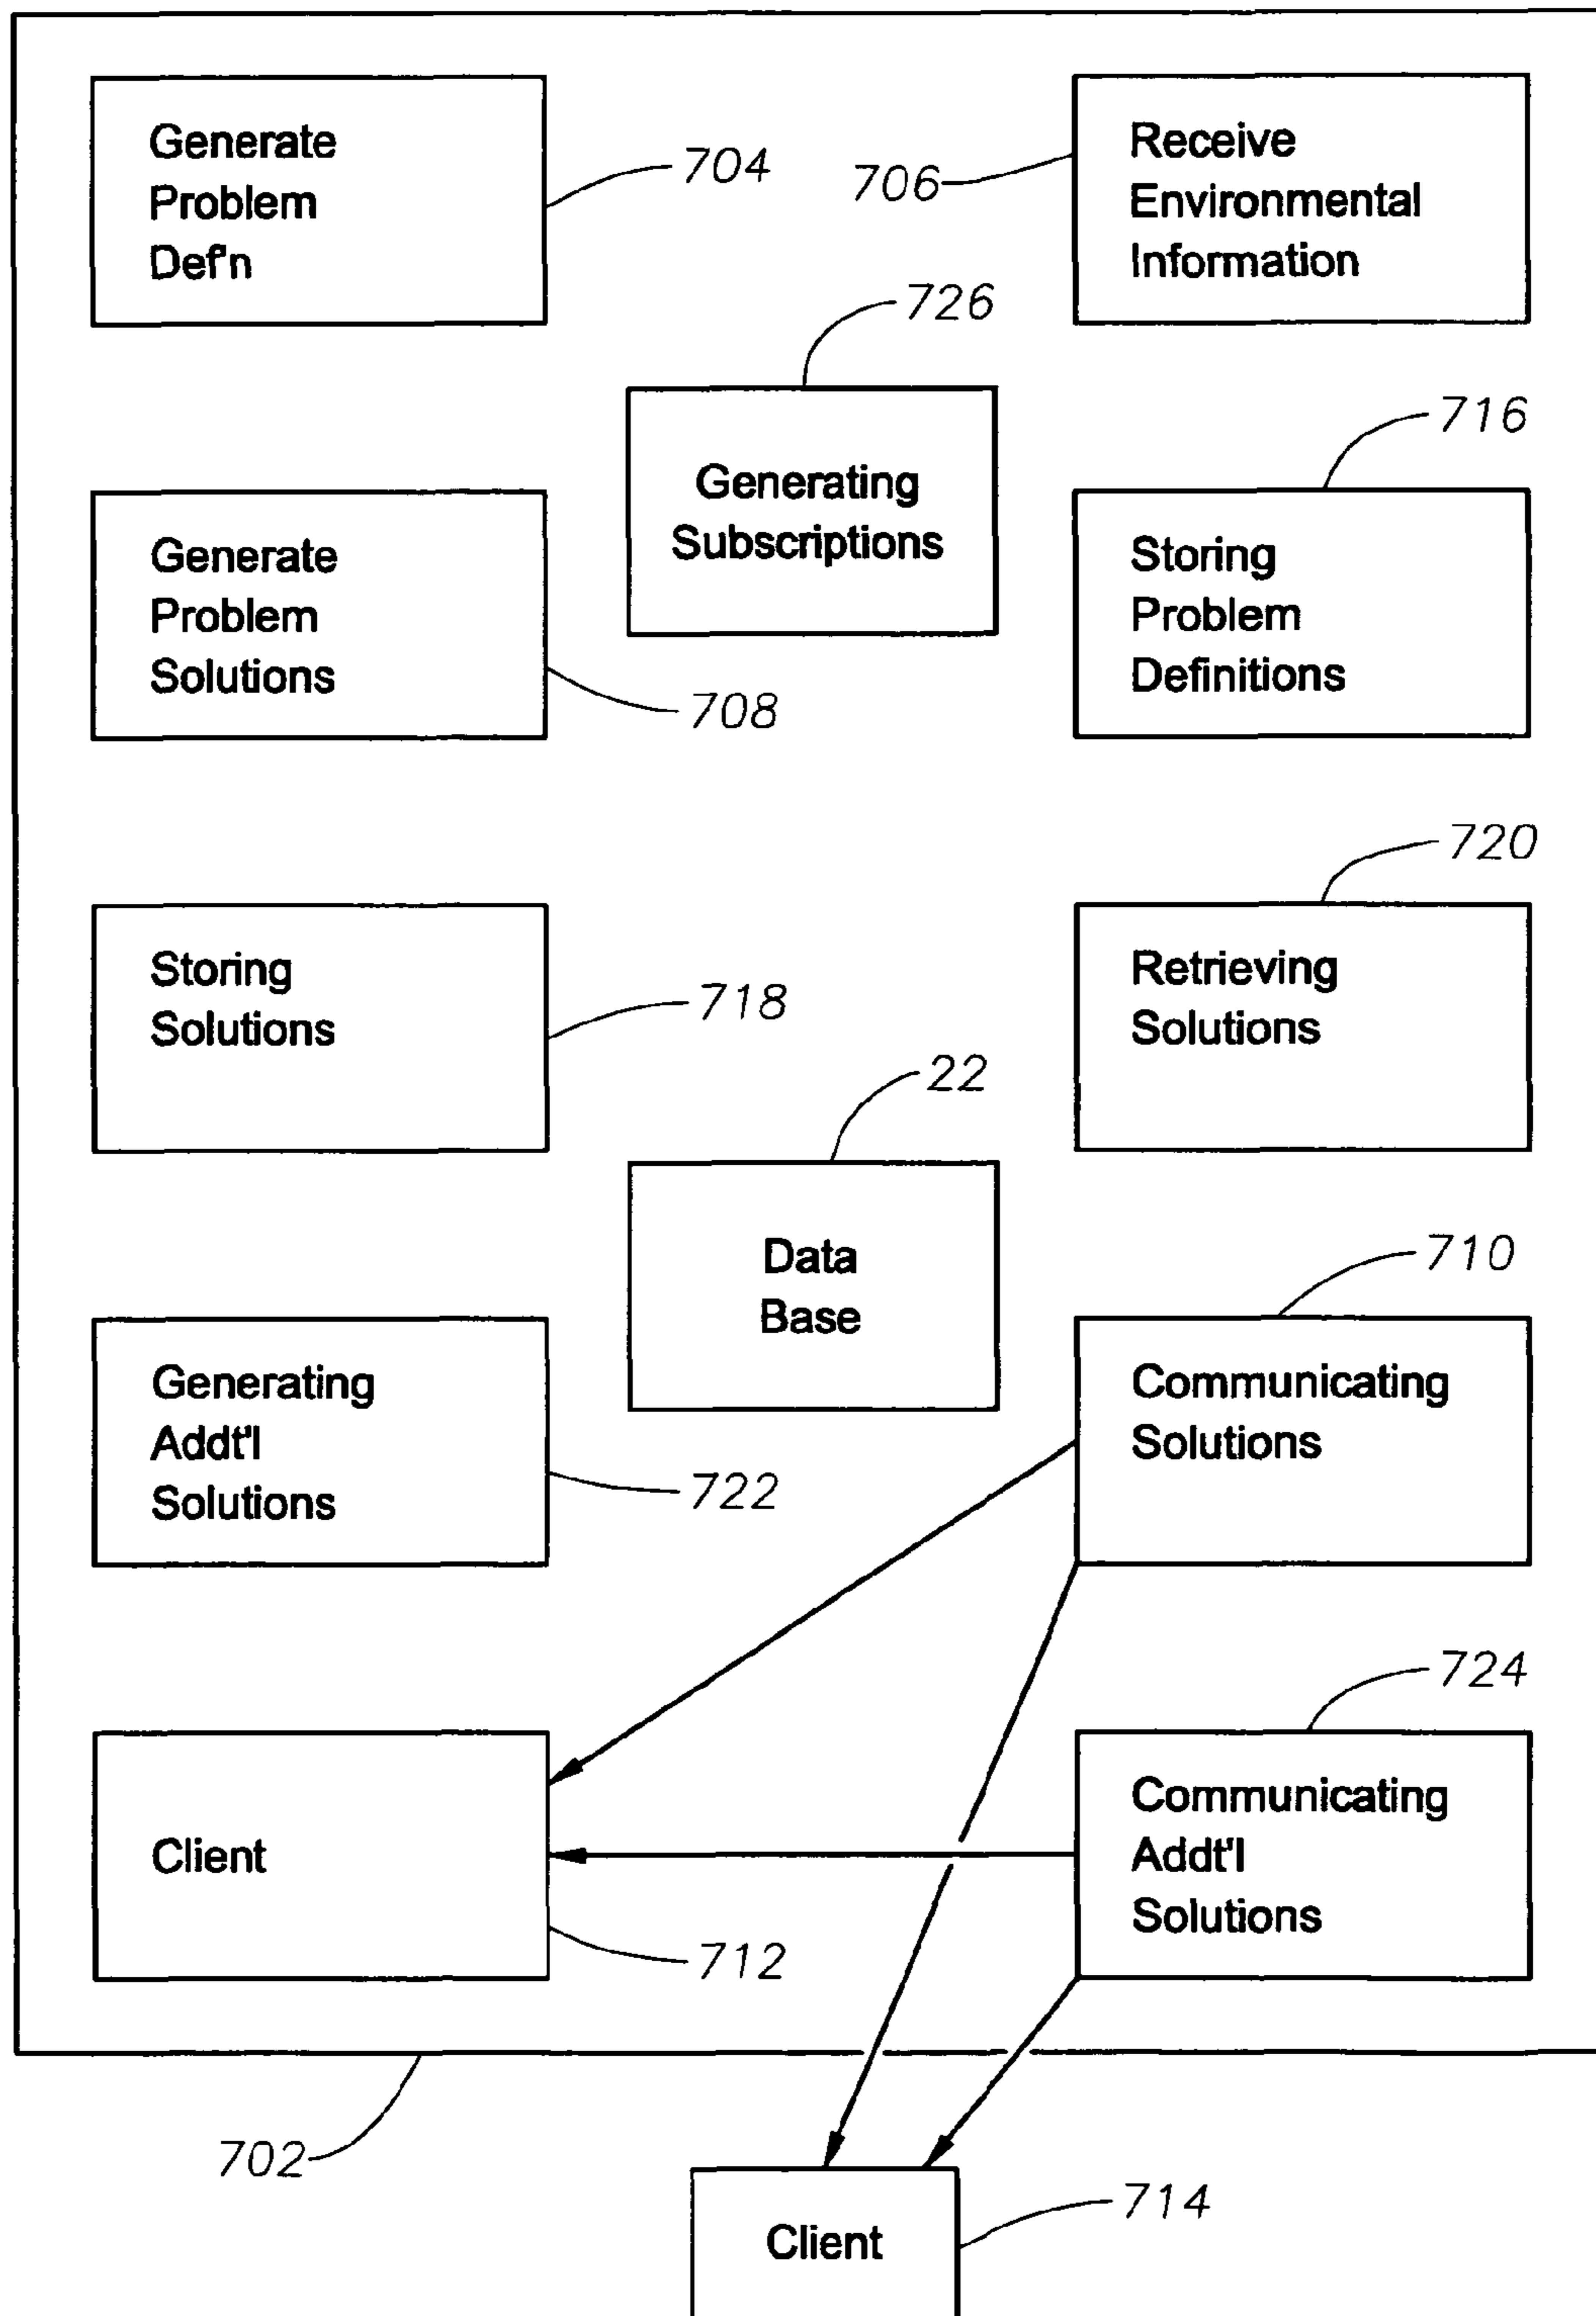 Generate
Problem
Def'n
704
706
Receive
Environmental
Information
726
Generating
Subscriptions
716
Generate
Problem
Solutions
708
Storing
Problem
Definitions
720
Storing
Solutions
718
Retrieving
Solutions
22
Data
Base
710
Generating
Addt'l
Solutions
722
Communicating
Solutions
724
Client
712
Communicating
Addt'l
Solutions
702
714
Client